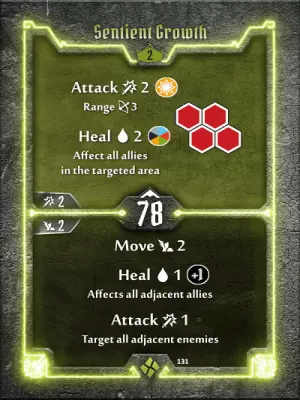 Sentient Growth
2
Attack 2
Range 3
Heal 2
Affect all allies
in the targeted area
2
78
2
Move 2
Heal 1 +1
Affects all adjacent allies
Attack 1
Target all adjacent enemies
131